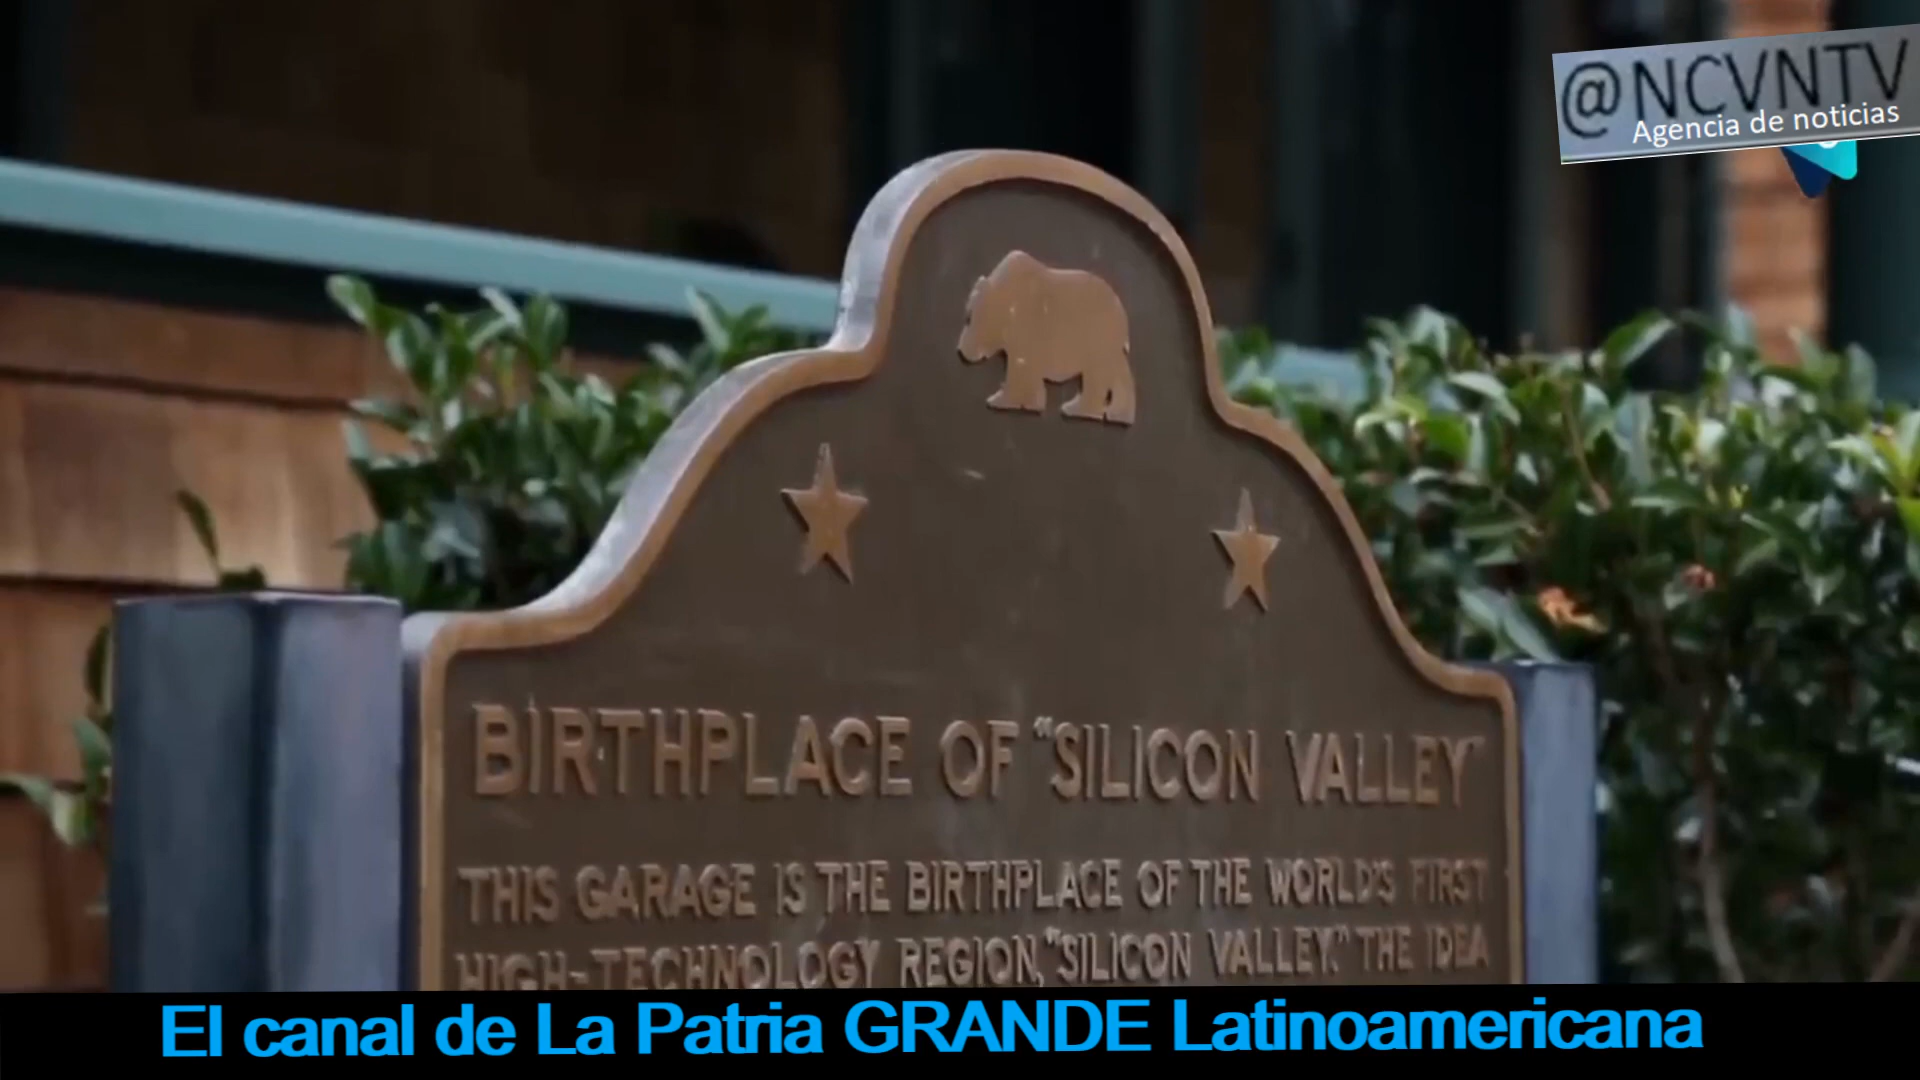 @NCVNTV
Agencia de noticias
BIRTHPLACE OF "SILICON VALLEY"
THIS GARAGE IS THE BIRTHPLACE OF THE WORLD'S FIRST
HIGH-TECHNOLOGY REGION, "SILICON VALLEY." THE IDEA
El canal de La Patria GRANDE Latinoamericana